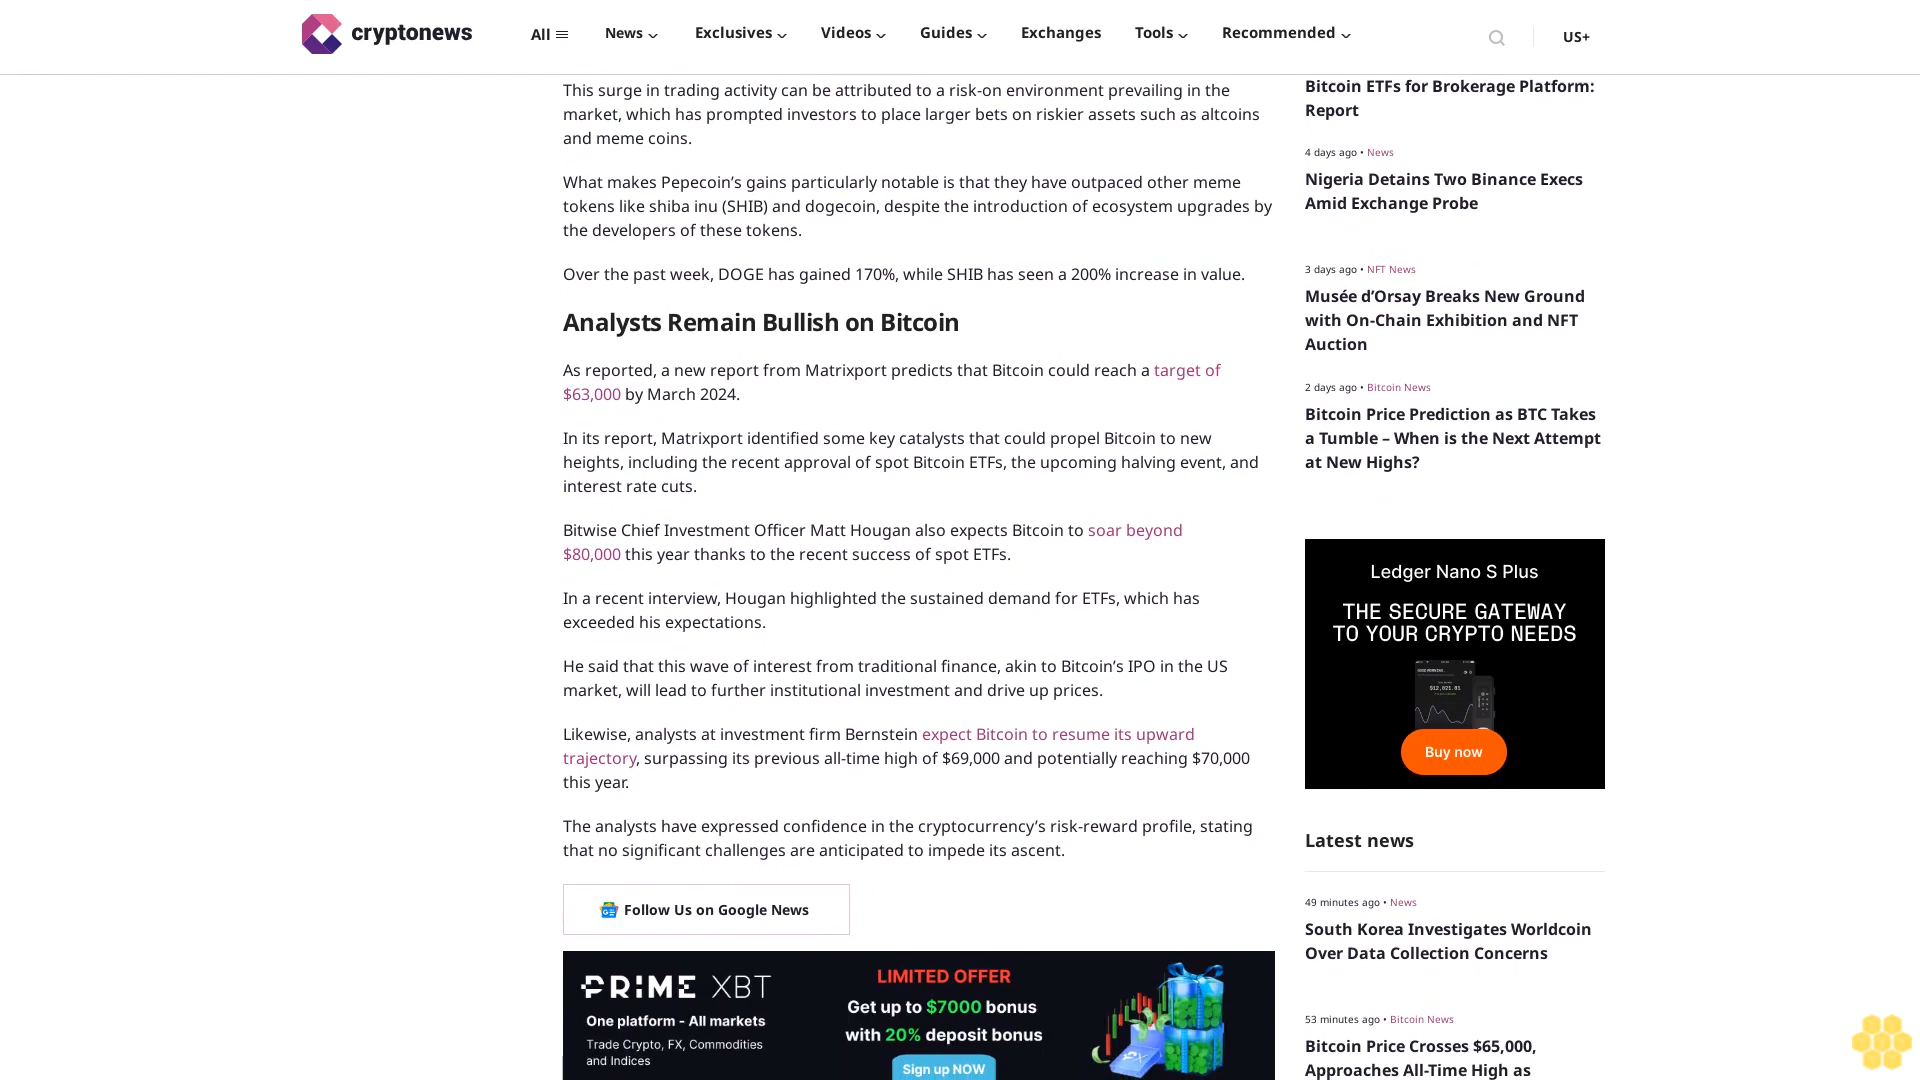 cryptonews
All
News
Exclusives
Videos
Guides
Exchanges
Tools
Recommended
US+
This surge in trading activity can be attributed to a risk-on environment prevailing in the
market, which has prompted investors to place larger bets on riskier assets such as altcoins
and meme coins.
What makes Pepecoin’s gains particularly notable is that they have outpaced other meme
tokens like shiba inu (SHIB) and dogecoin, despite the introduction of ecosystem upgrades by
the developers of these tokens.
Over the past week, DOGE has gained 170%, while SHIB has seen a 200% increase in value.
Analysts Remain Bullish on Bitcoin
As reported, a new report from Matrixport predicts that Bitcoin could reach a target of
$63,000 by March 2024.
In its report, Matrixport identified some key catalysts that could propel Bitcoin to new
heights, including the recent approval of spot Bitcoin ETFs, the upcoming halving event, and
interest rate cuts.
Bitwise Chief Investment Officer Matt Hougan also expects Bitcoin to soar beyond
$80,000 this year thanks to the recent success of spot ETFs.
In a recent interview, Hougan highlighted the sustained demand for ETFs, which has
exceeded his expectations.
He said that this wave of interest from traditional finance, akin to Bitcoin’s IPO in the US
market, will lead to further institutional investment and drive up prices.
Likewise, analysts at investment firm Bernstein expect Bitcoin to resume its upward
trajectory, surpassing its previous all-time high of $69,000 and potentially reaching $70,000
this year.
The analysts have expressed confidence in the cryptocurrency’s risk-reward profile, stating
that no significant challenges are anticipated to impede its ascent.
Follow Us on Google News
PRIME XBT
One platform - All markets
Trade Crypto, FX, Commodities
and Indices
LIMITED OFFER
Get up to $7000 bonus
with 20% deposit bonus
Sign up NOW
Bitcoin ETFs for Brokerage Platform:
Report
4 days ago • News
Nigeria Detains Two Binance Execs
Amid Exchange Probe
3 days ago • NFT News
Musée d’Orsay Breaks New Ground
with On-Chain Exhibition and NFT
Auction
2 days ago • Bitcoin News
Bitcoin Price Prediction as BTC Takes
a Tumble – When is the Next Attempt
at New Highs?
Ledger Nano S Plus
THE SECURE GATEWAY
TO YOUR CRYPTO NEEDS
$12,021.01
Buy now
Latest news
49 minutes ago • News
South Korea Investigates Worldcoin
Over Data Collection Concerns
53 minutes ago • Bitcoin News
Bitcoin Price Crosses $65,000,
Approaches All-Time High as